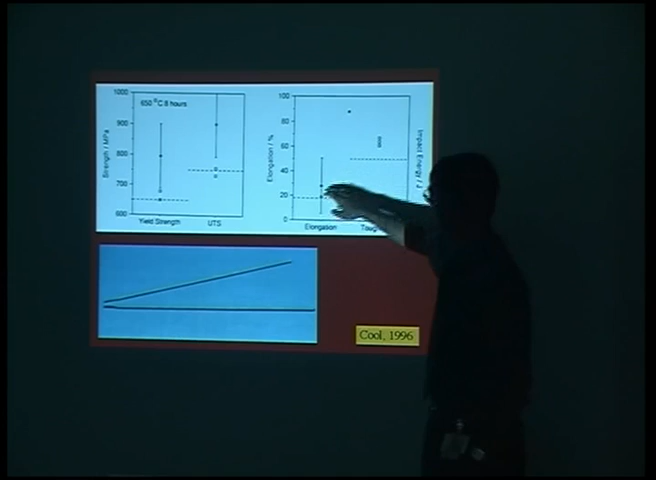 1000
900
800
700
600
Strength / MPa
650 °C 8 hours
Yield Strength
UTS
100
80
60
40
20
0
Elongation / %
Elongation
Tough
Impact Energy / J
Cool, 1996